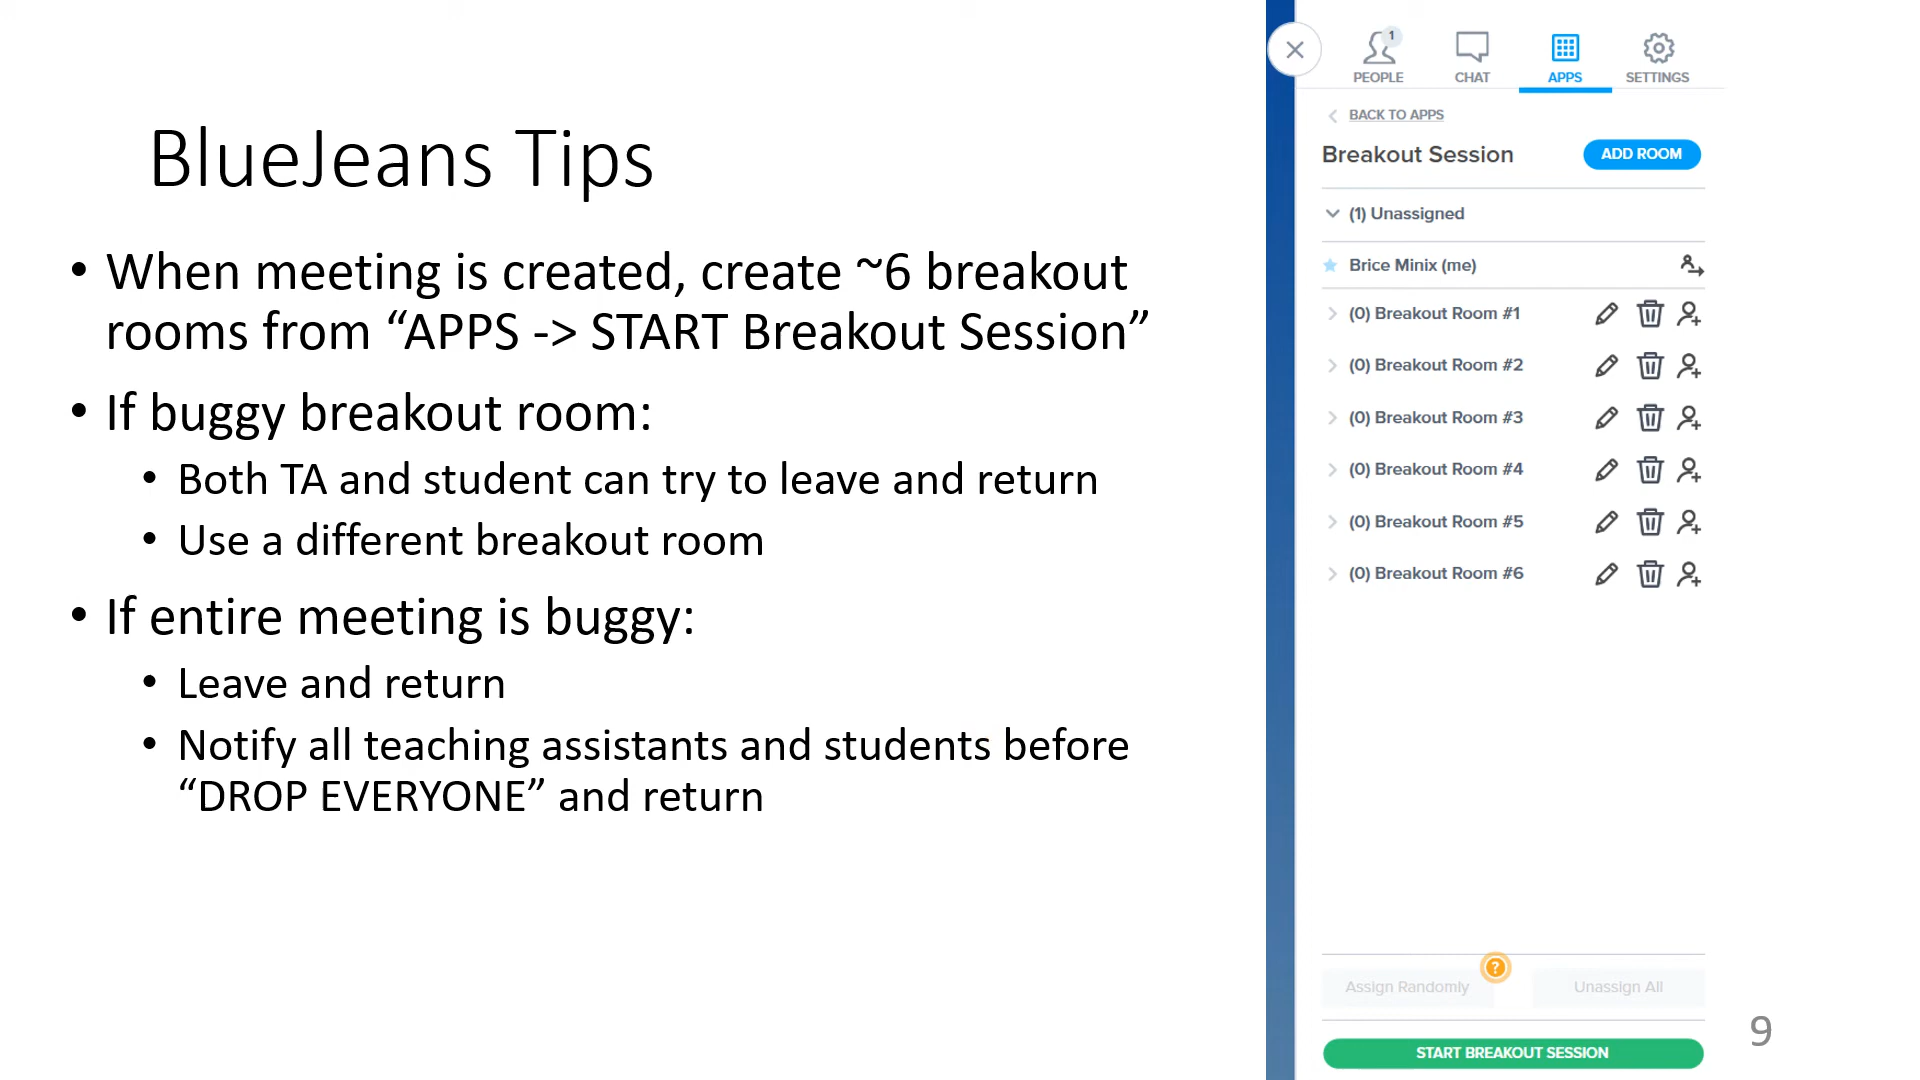 BlueJeans Tips
• When meeting is created, create ~6 breakout
rooms from “APPS -> START Breakout Session”
• If buggy breakout room:
• Both TA and student can try to leave and return
• Use a different breakout room
• If entire meeting is buggy:
• Leave and return
• Notify all teaching assistants and students before
“DROP EVERYONE” and return
1
PEOPLE CHAT APPS SETTINGS
BACK TO APPS
Breakout Session ADD ROOM
(1) Unassigned
Brice Minix (me)
(0) Breakout Room #1
(0) Breakout Room #2
(0) Breakout Room #3
(0) Breakout Room #4
(0) Breakout Room #5
(0) Breakout Room #6
?
Assign Randomly Unassign All
START BREAKOUT SESSION
9